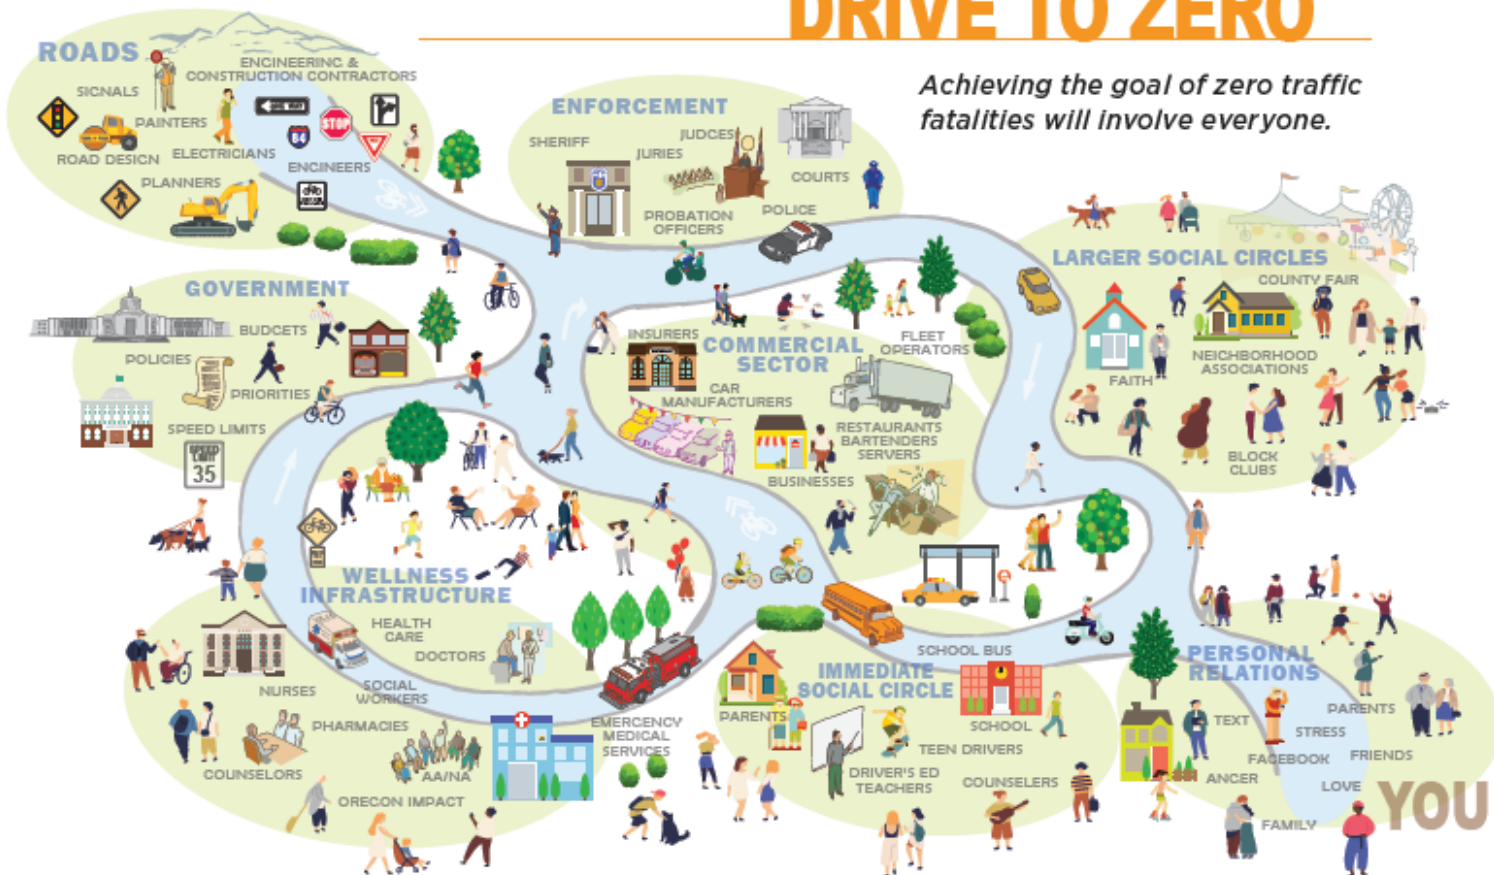 DRIVE TO ZERO
Achieving the goal of zero traffic
fatalities will involve everyone.
ROADS
ENGINEERING &
CONSTRUCTION CONTRACTORS
SIGNALS
PAINTERS
ROAD DESIGN
ELECTRICIANS
ENGINEERS
PLANNERS
ONE WAY
STOP
84
ENFORCEMENT
SHERIFF
JUDGES
JURIES
COURTS
PROBATION
OFFICERS
POLICE
LARGER SOCIAL CIRCLES
COUNTY FAIR
FAITH
NEIGHBORHOOD
ASSOCIATIONS
BLOCK
CLUBS
GOVERNMENT
BUDGETS
POLICIES
PRIORITIES
SPEED LIMITS
SPEED
LIMIT
35
COMMERCIAL
SECTOR
INSURERS
FLEET
OPERATORS
CAR
MANUFACTURERS
RESTAURANTS
BARTENDERS
SERVERS
BUSINESSES
WELLNESS
INFRASTRUCTURE
HEALTH
CARE
DOCTORS
NURSES
SOCIAL
WORKERS
PHARMACIES
COUNSELORS
AA/NA
OREGON IMPACT
EMERGENCY
MEDICAL
SERVICES
IMMEDIATE
SOCIAL CIRCLE
SCHOOL BUS
PARENTS
SCHOOL
TEEN DRIVERS
DRIVER'S ED
TEACHERS
COUNSELERS
PERSONAL
RELATIONS
TEXT
PARENTS
STRESS
FACEBOOK
FRIENDS
ANGER
LOVE
FAMILY
YOU